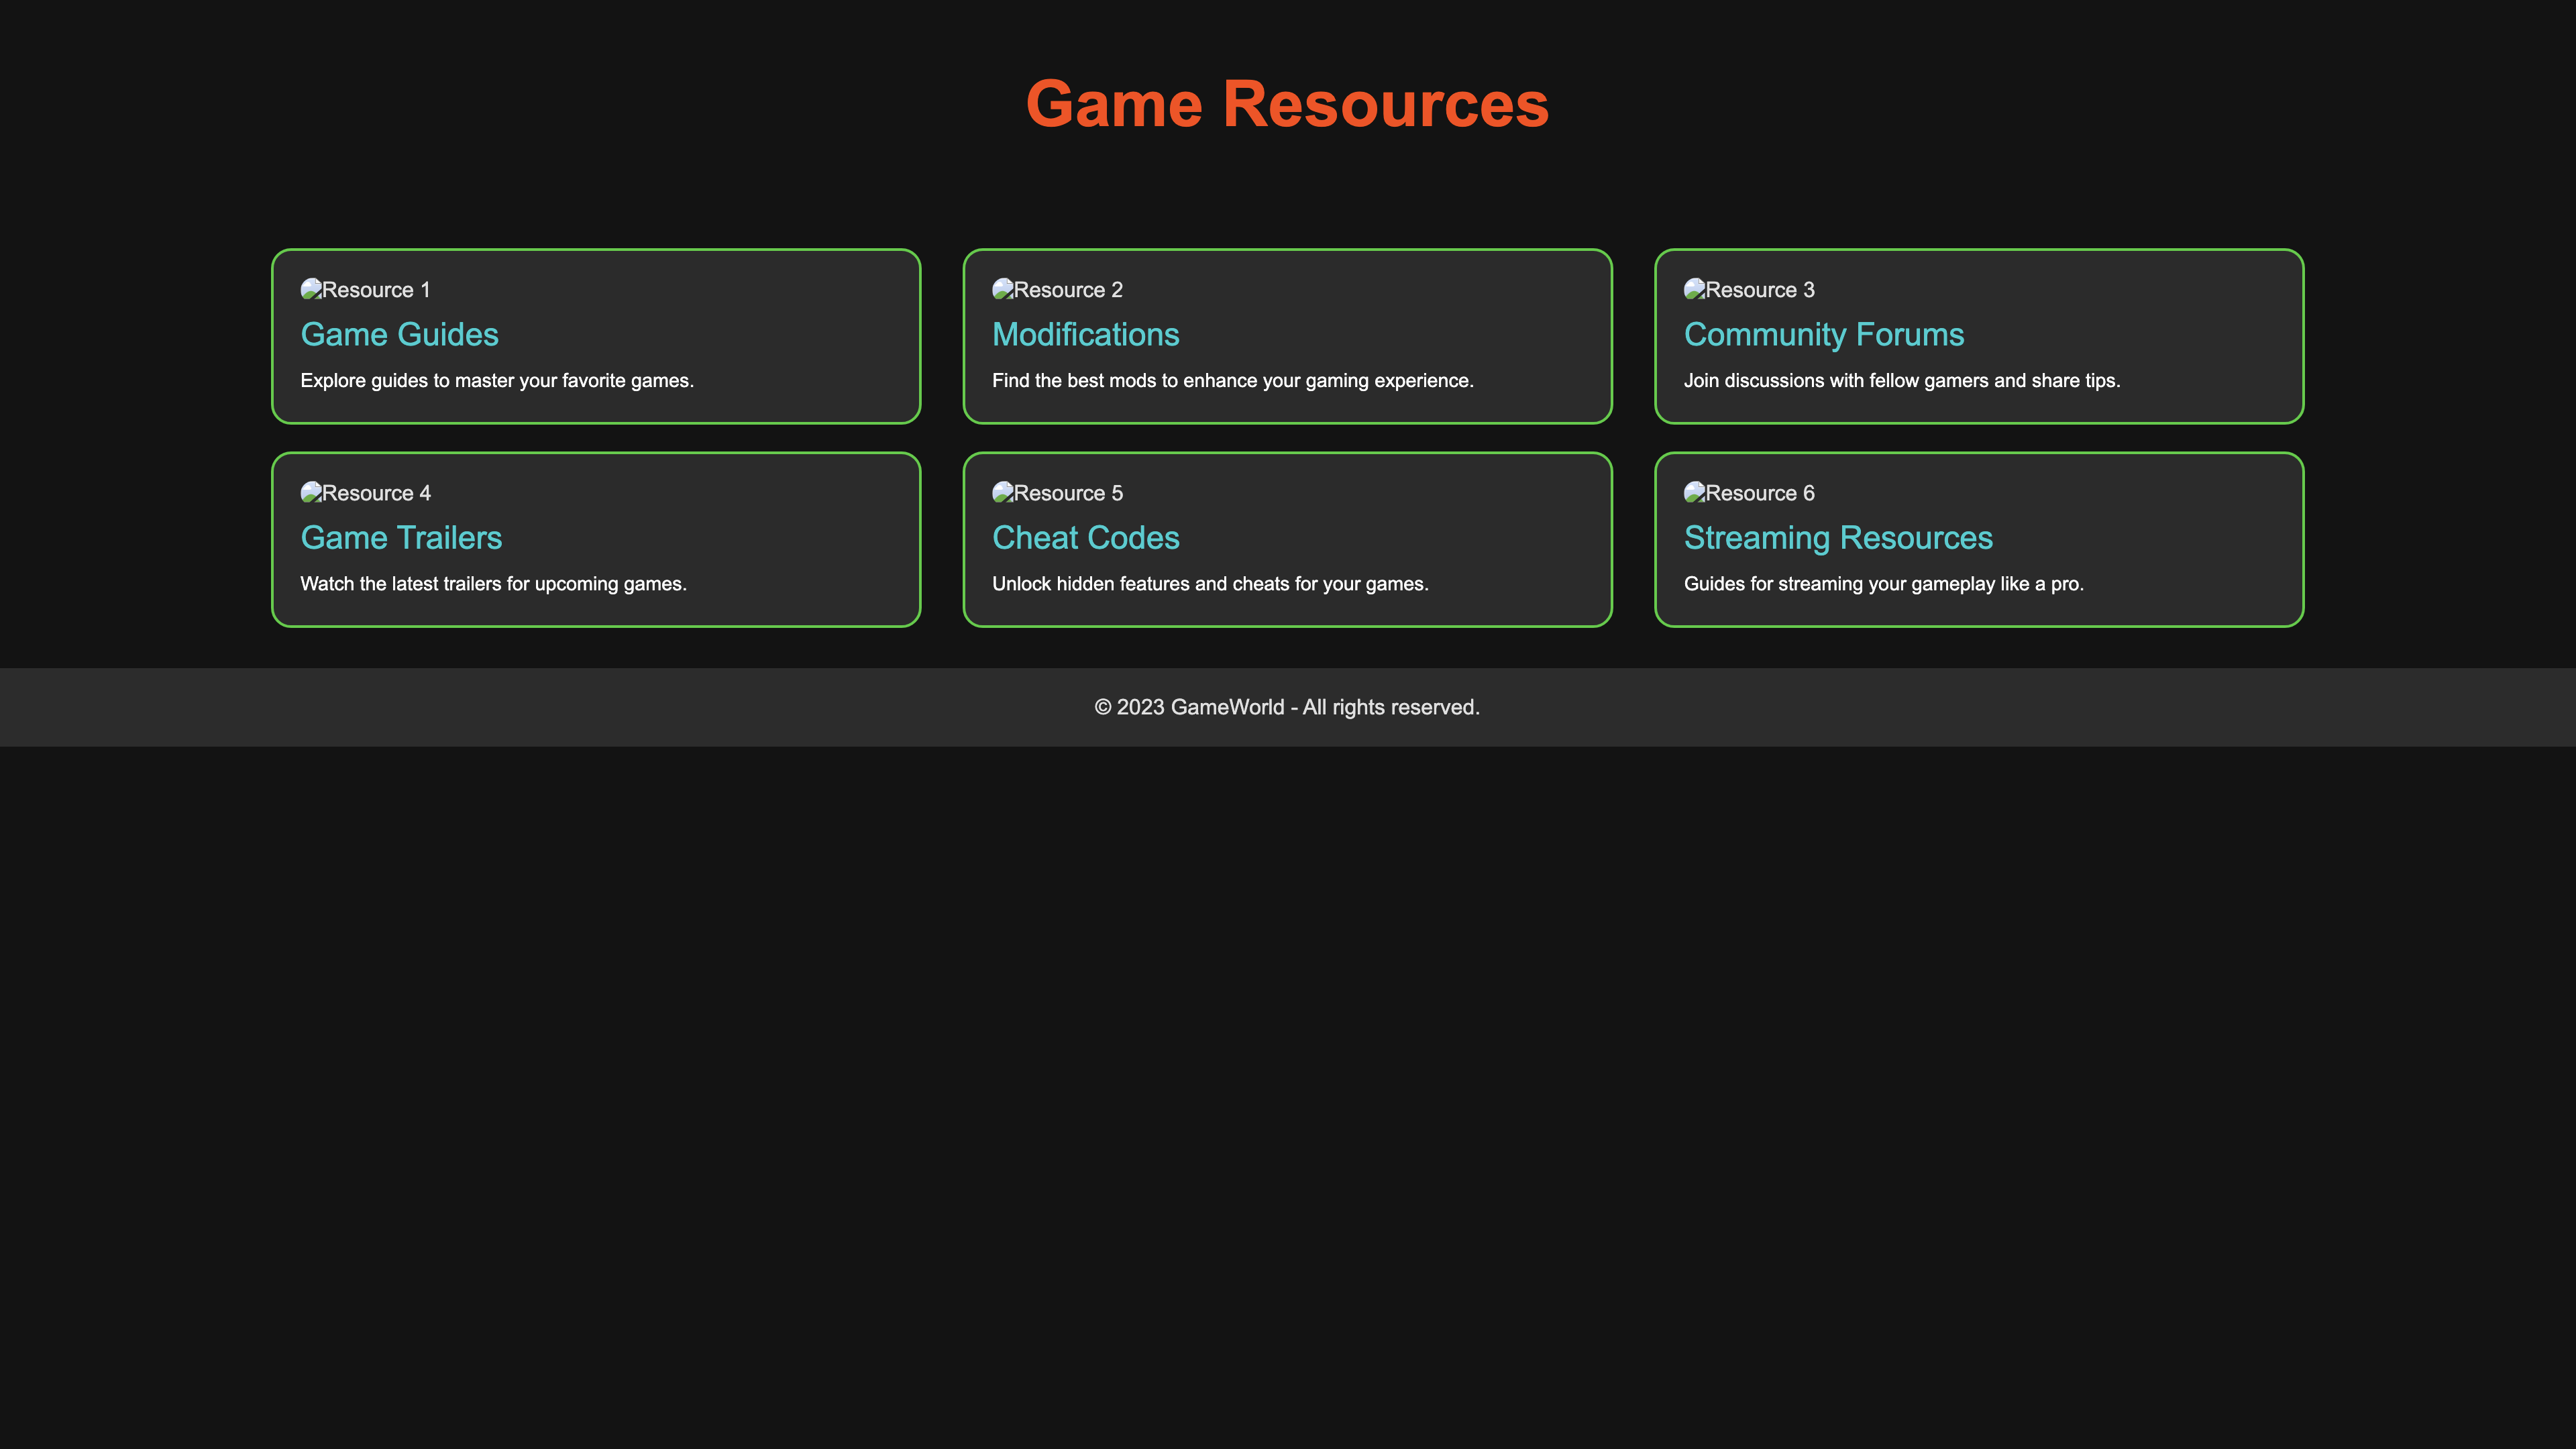 Game Resources
Resource 1
Game Guides
Explore guides to master your favorite games.
Resource 2
Modifications
Find the best mods to enhance your gaming experience.
Resource 3
Community Forums
Join discussions with fellow gamers and share tips.
Resource 4
Game Trailers
Watch the latest trailers for upcoming games.
Resource 5
Cheat Codes
Unlock hidden features and cheats for your games.
Resource 6
Streaming Resources
Guides for streaming your gameplay like a pro.
© 2023 GameWorld - All rights reserved.